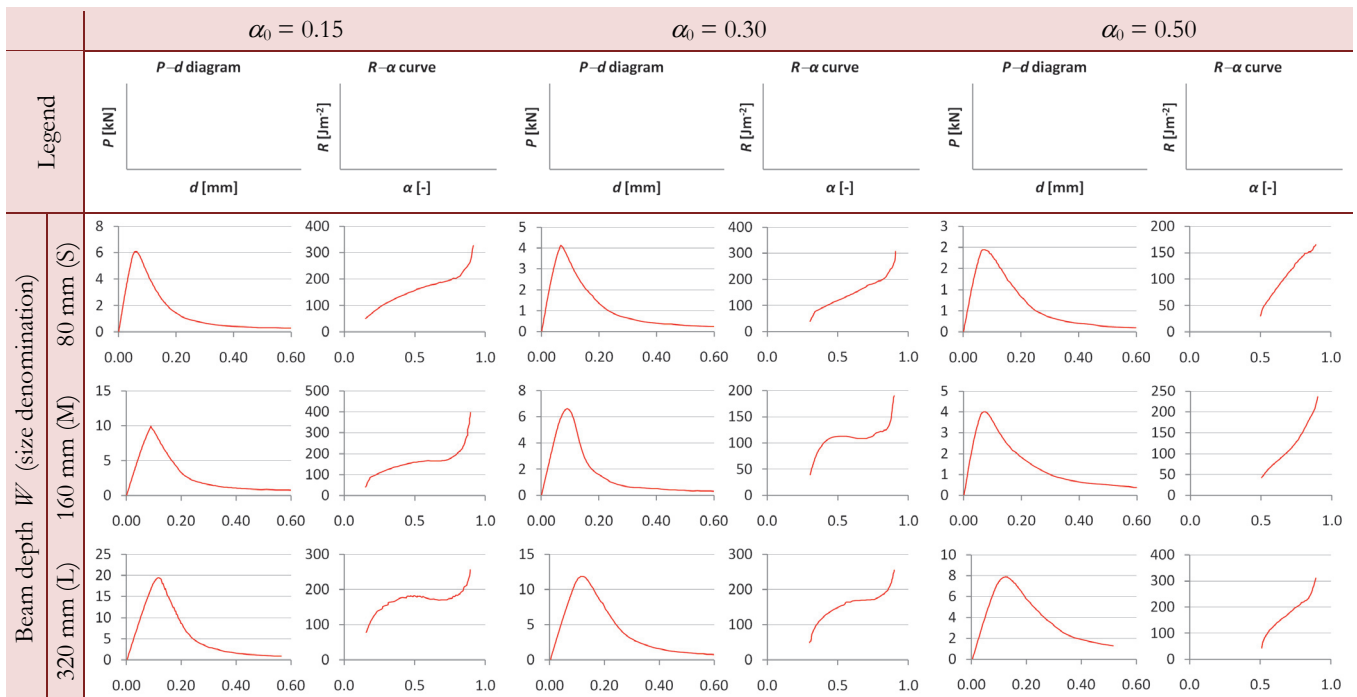 α0 = 0.15 α0 = 0.30 α0 = 0.50
Legend
P–d diagram R–α curve P–d diagram R–α curve P–d diagram R–α curve
P [kN] R [Jm-2] P [kN] R [Jm-2] P [kN] R [Jm-2]
d [mm] α [-] d [mm] α [-] d [mm] α [-]
Beam depth W (size denomination)
80 mm (S)
8 6 4 2 0
0.00 0.20 0.40 0.60
400 300 200 100 0
0.0 0.5 1.0
5 4 3 2 1 0
0.00 0.20 0.40 0.60
400 300 200 100 0
0.0 0.5 1.0
3 2 2 1 1 0
0.00 0.20 0.40 0.60
200 150 100 50 0
0.0 0.5 1.0
160 mm (M)
15 10 5 0
0.00 0.20 0.40 0.60
500 400 300 200 100 0
0.0 0.5 1.0
8 6 4 2 0
0.00 0.20 0.40 0.60
200 150 100 50 0
0.0 0.5 1.0
5 4 3 2 1 0
0.00 0.20 0.40 0.60
250 200 150 100 50 0
0.0 0.5 1.0
320 mm (L)
25 20 15 10 5 0
0.00 0.20 0.40 0.60
300 200 100 0
0.0 0.5 1.0
15 10 5 0
0.00 0.20 0.40 0.60
300 200 100 0
0.0 0.5 1.0
10 8 6 4 2 0
0.00 0.20 0.40 0.60
400 300 200 100 0
0.0 0.5 1.0